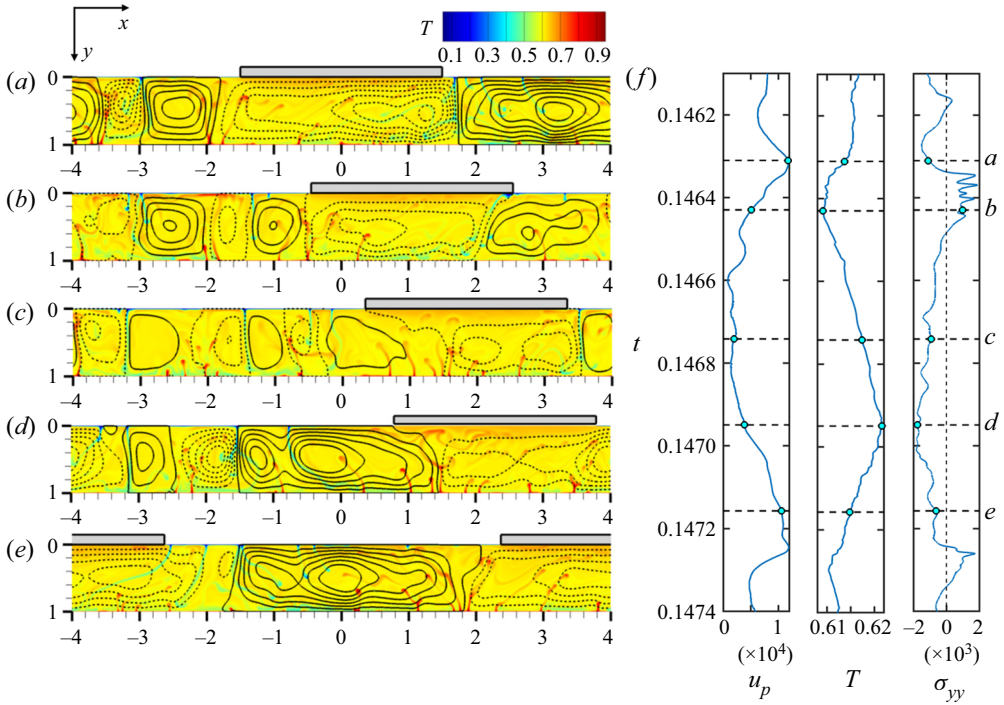 x
y
T
0.1 0.3 0.5 0.7 0.9
(a)
0
1
–4 –3 –2 –1 0 1 2 3 4
(b)
0
1
–4 –3 –2 –1 0 1 2 3 4
(c)
0
1
–4 –3 –2 –1 0 1 2 3 4
(d)
0
1
–4 –3 –2 –1 0 1 2 3 4
(e)
0
1
–4 –3 –2 –1 0 1 2 3 4
(f)
0.1462
0.1464
0.1466
t
0.1468
0.1470
0.1472
0.1474
a
b
c
d
e
0 1
(×10⁴)
u_p
0.61 0.62
T
–2 0 2
(×10³)
σ_yy